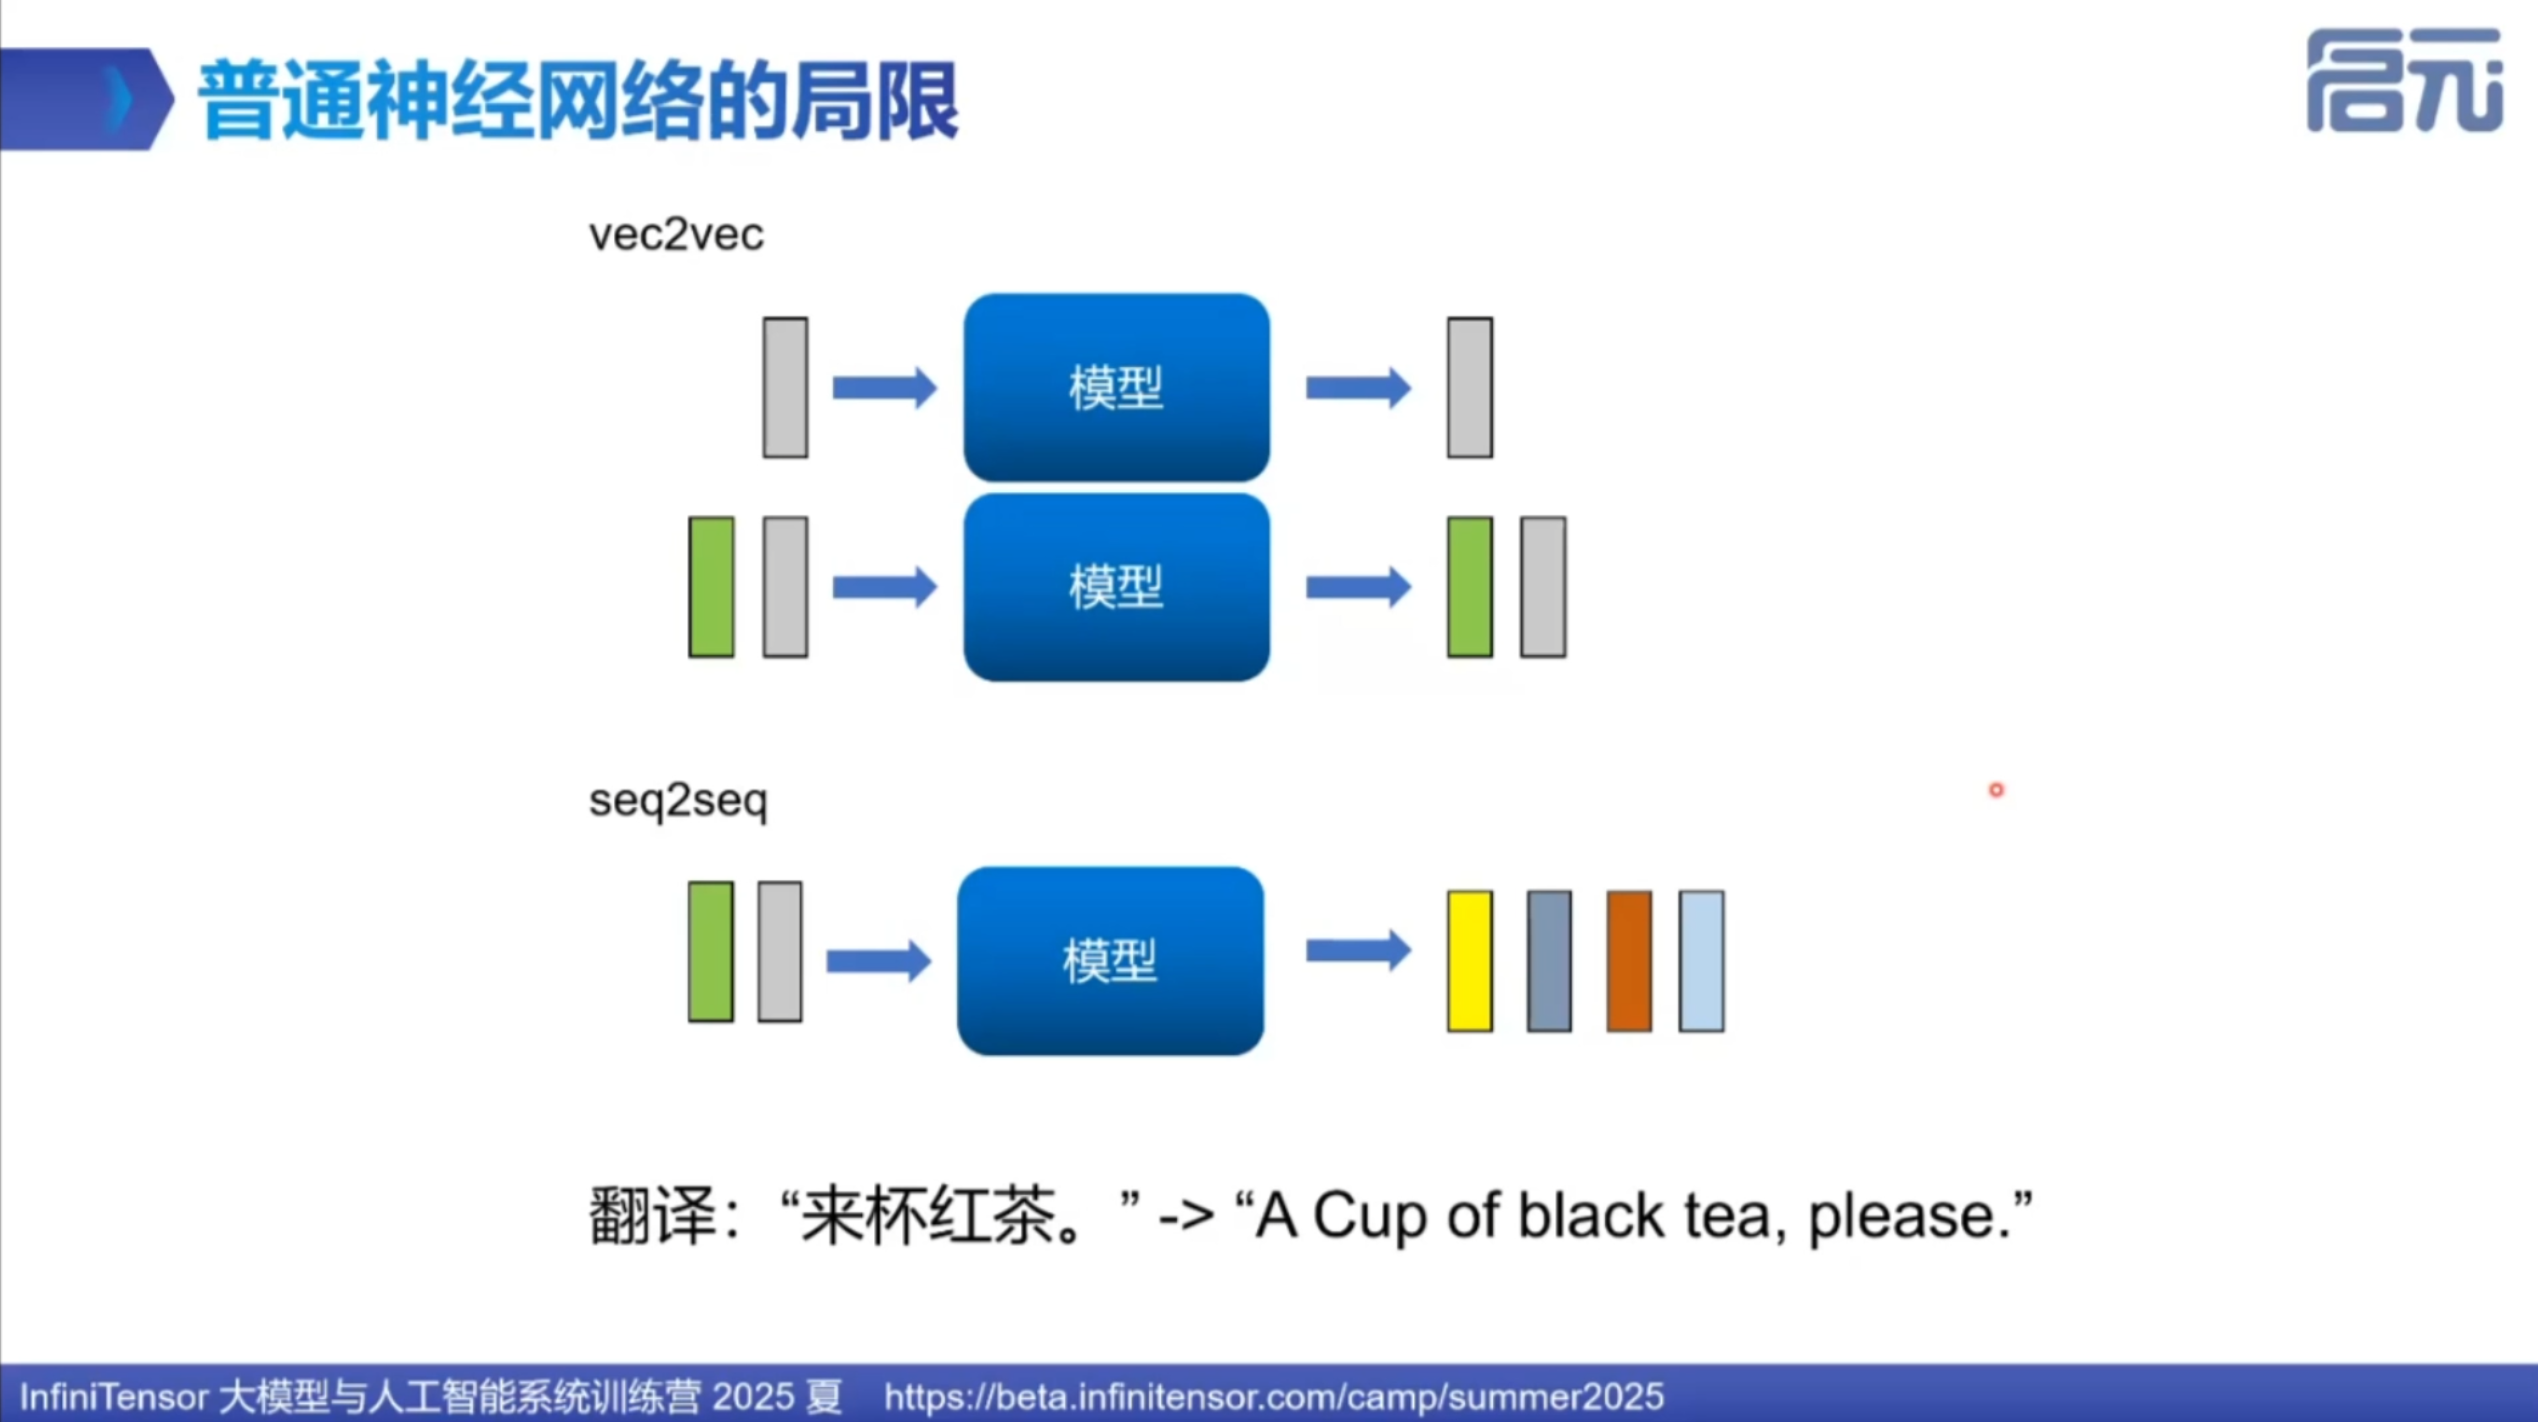 普通神经网络的局限
启元
vec2vec
模型
模型
seq2seq
模型
翻译：“来杯红茶。” -> “A Cup of black tea, please.”
InfiniTensor 大模型与人工智能系统训练营 2025 夏 https://beta.infinitensor.com/camp/summer2025